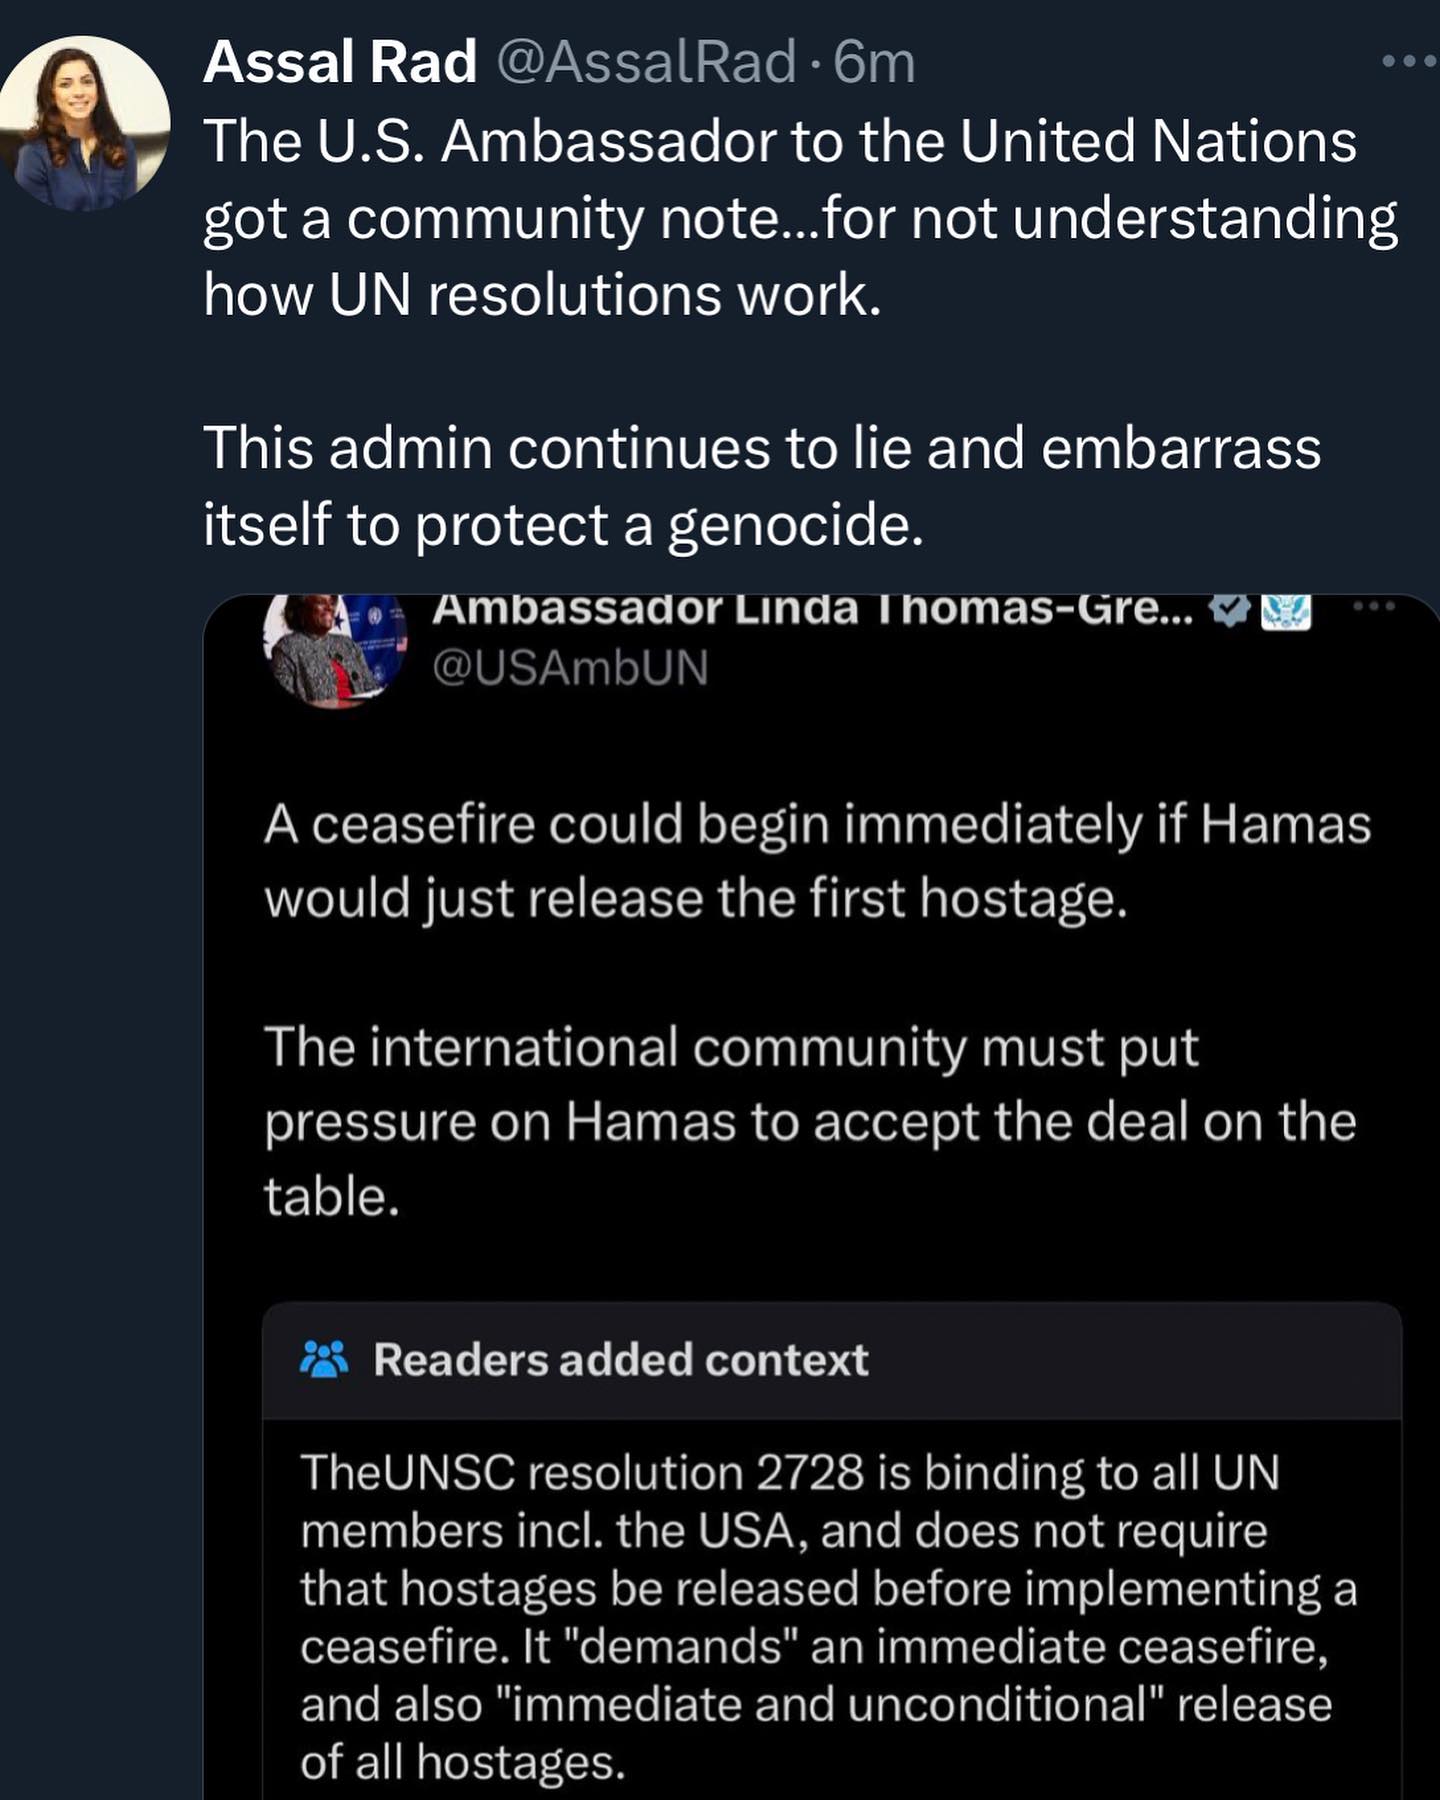 Assal Rad @AssalRad · 6m
The U.S. Ambassador to the United Nations
got a community note...for not understanding
how UN resolutions work.
This admin continues to lie and embarrass
itself to protect a genocide.
Ambassador Linda Thomas-Gre...
@USAmbUN
A ceasefire could begin immediately if Hamas
would just release the first hostage.
The international community must put
pressure on Hamas to accept the deal on the
table.
Readers added context
TheUNSC resolution 2728 is binding to all UN
members incl. the USA, and does not require
that hostages be released before implementing a
ceasefire. It "demands" an immediate ceasefire,
and also "immediate and unconditional" release
of all hostages.